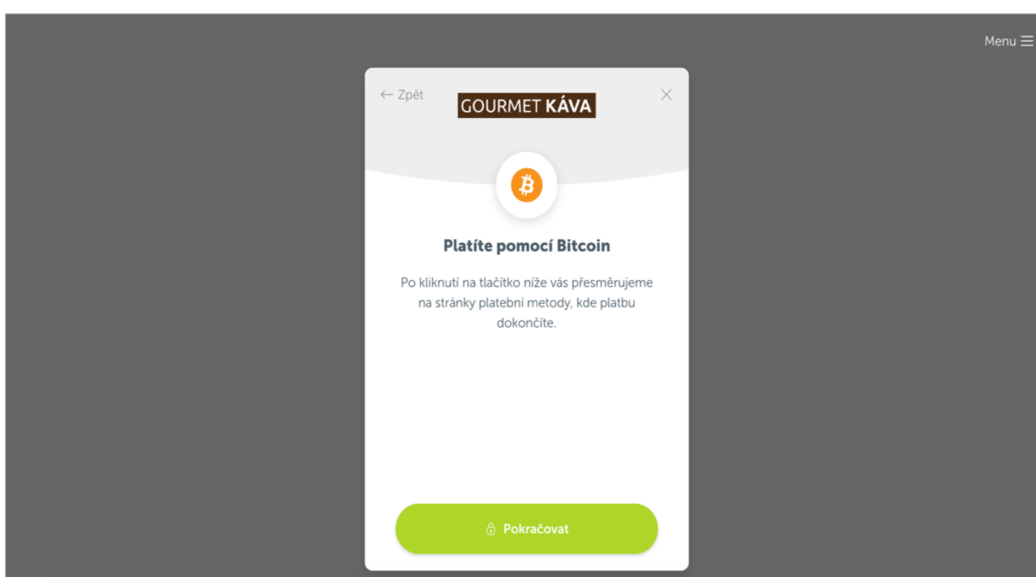 Menu
← Zpět
GOURMET KÁVA
Platíte pomocí Bitcoin
Po kliknutí na tlačítko níže vás přesměrujeme
na stránky platební metody, kde platbu
dokončíte.
Pokračovat